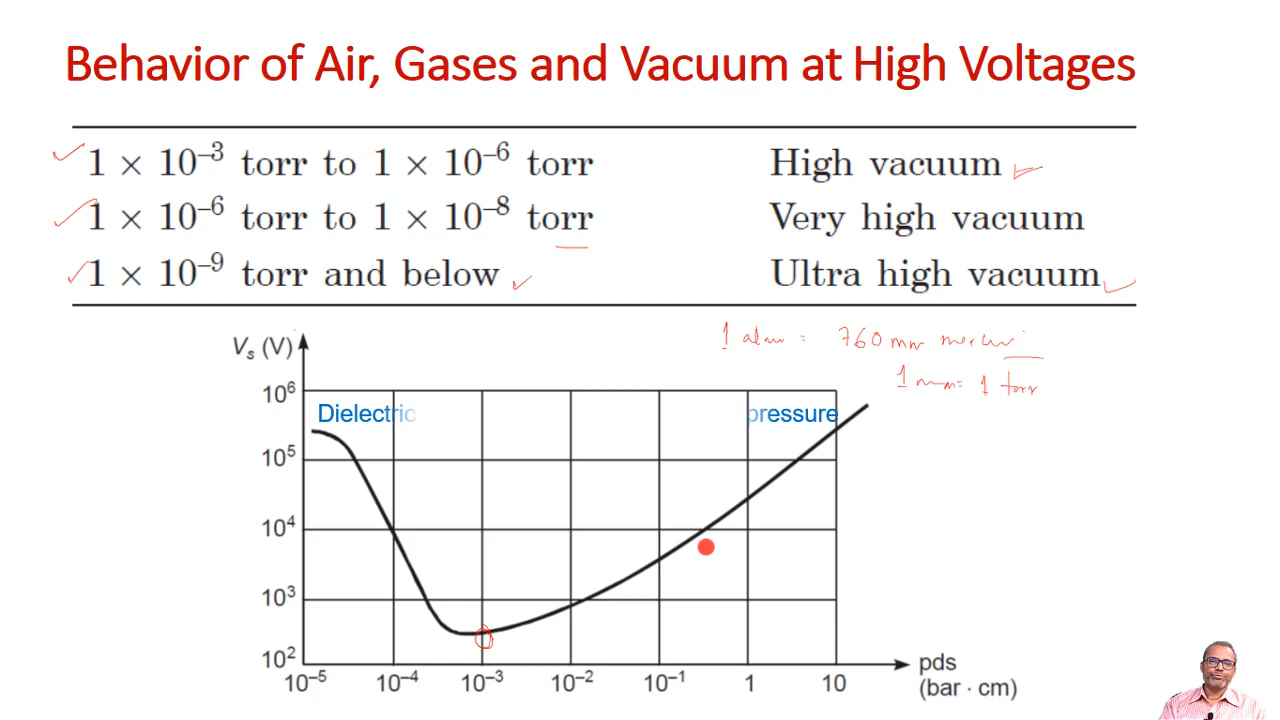 Behavior of Air, Gases and Vacuum at High Voltages
1 × 10⁻³ torr to 1 × 10⁻⁶ torr High vacuum
1 × 10⁻⁶ torr to 1 × 10⁻⁸ torr Very high vacuum
1 × 10⁻⁹ torr and below Ultra high vacuum
1 atm = 760 mm mercury
1 mm = 1 torr
Vₛ (V)
10⁶
Dielectric pressure
10⁵
10⁴
10³
10²
10⁻⁵ 10⁻⁴ 10⁻³ 10⁻² 10⁻¹ 1 10
pds
(bar · cm)